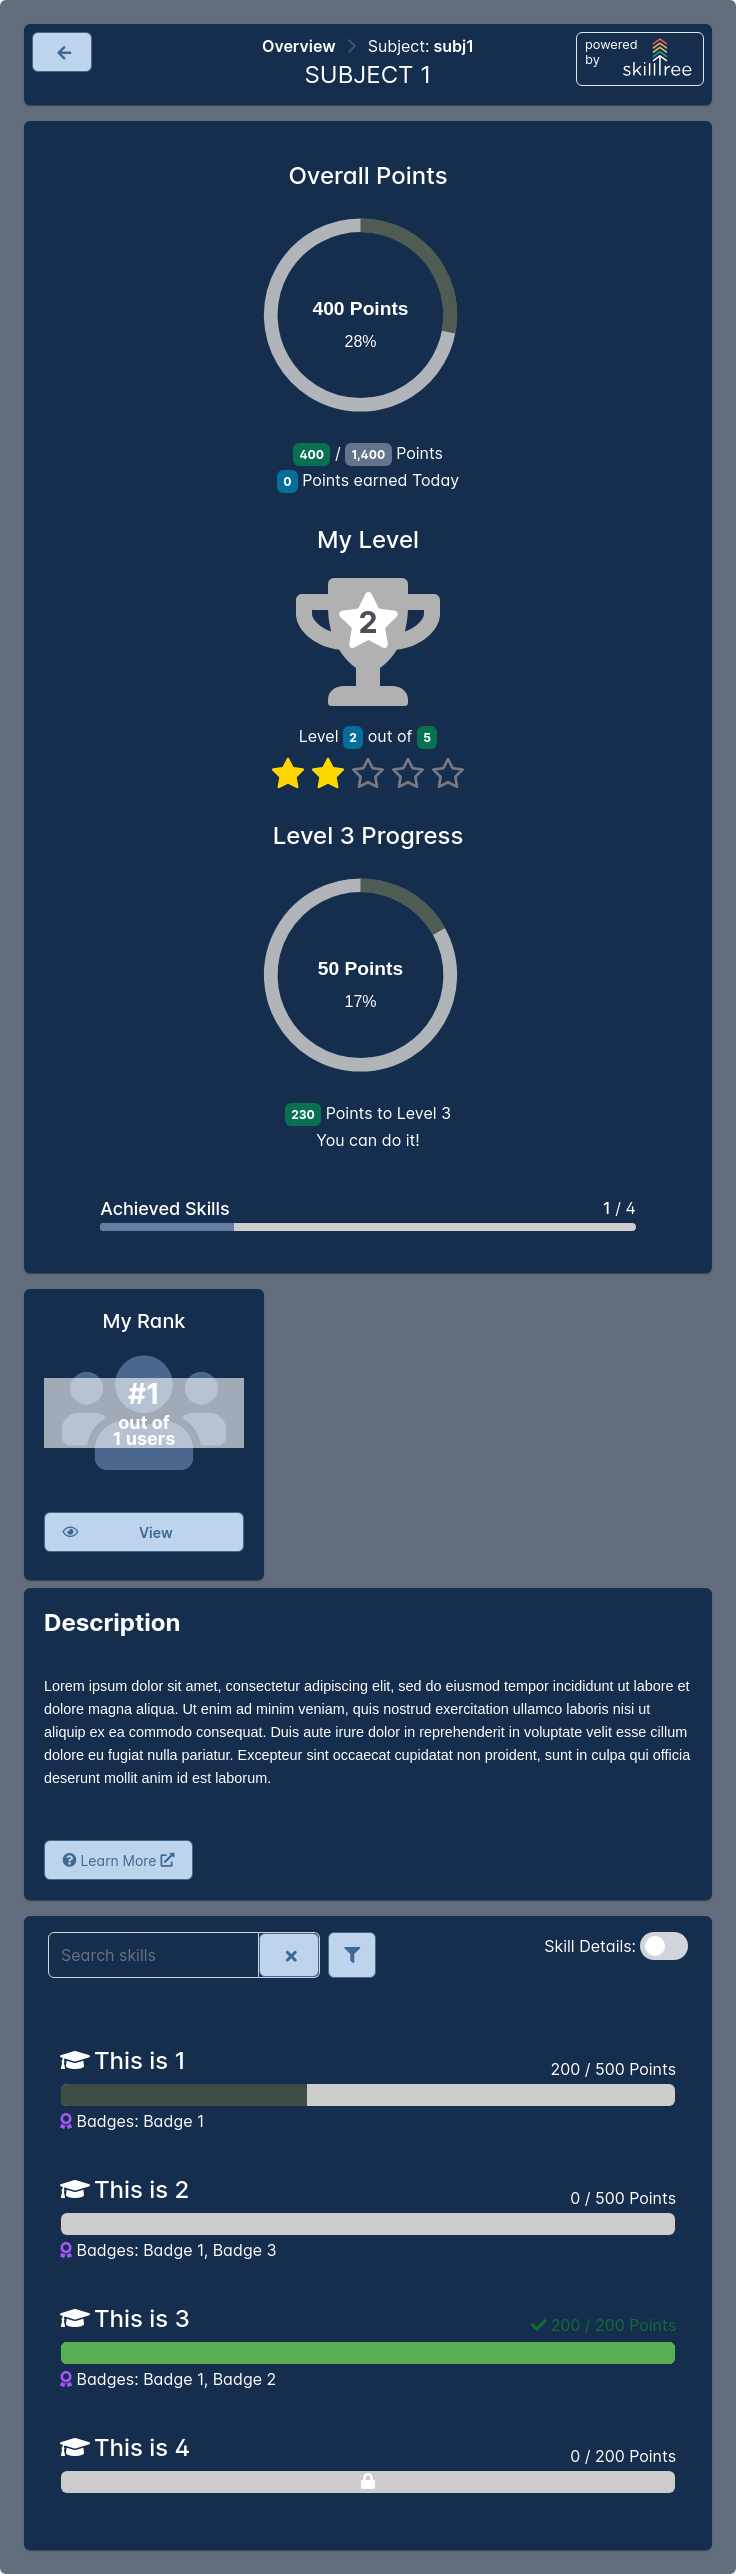 Overview > Subject: subj1
SUBJECT 1
powered
by
skilltree
Overall Points
400 Points
28%
400 / 1,400 Points
0 Points earned Today
My Level
2
Level 2 out of 5
Level 3 Progress
50 Points
17%
230 Points to Level 3
You can do it!
Achieved Skills 1 / 4
My Rank
#1
out of
1 users
View
Description
Lorem ipsum dolor sit amet, consectetur adipiscing elit, sed do eiusmod tempor incididunt ut labore et
dolore magna aliqua. Ut enim ad minim veniam, quis nostrud exercitation ullamco laboris nisi ut
aliquip ex ea commodo consequat. Duis aute irure dolor in reprehenderit in voluptate velit esse cillum
dolore eu fugiat nulla pariatur. Excepteur sint occaecat cupidatat non proident, sunt in culpa qui officia
deserunt mollit anim id est laborum.
Learn More
Search skills
Skill Details:
This is 1
200 / 500 Points
Badges: Badge 1
This is 2
0 / 500 Points
Badges: Badge 1, Badge 3
This is 3
200 / 200 Points
Badges: Badge 1, Badge 2
This is 4
0 / 200 Points